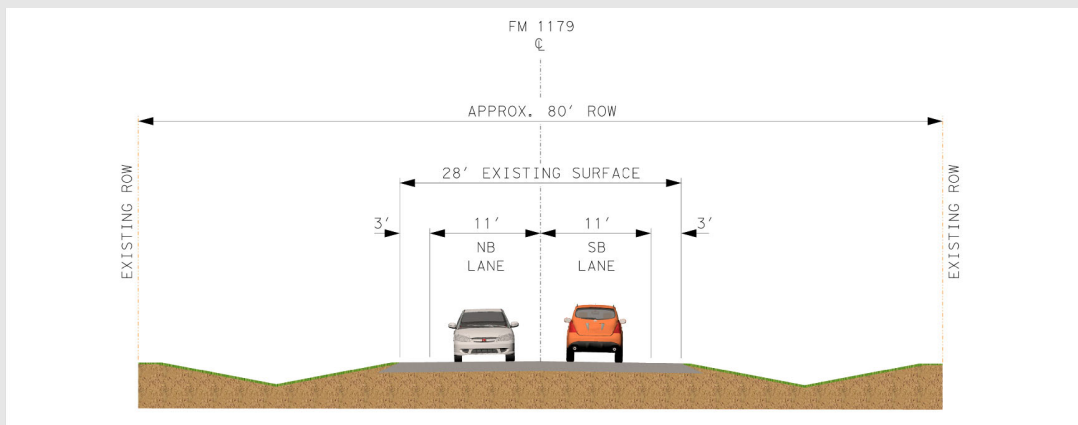 FM 1179
℄
APPROX. 80' ROW
28' EXISTING SURFACE
3'
11'
11'
3'
NB
LANE
SB
LANE
EXISTING ROW
EXISTING ROW